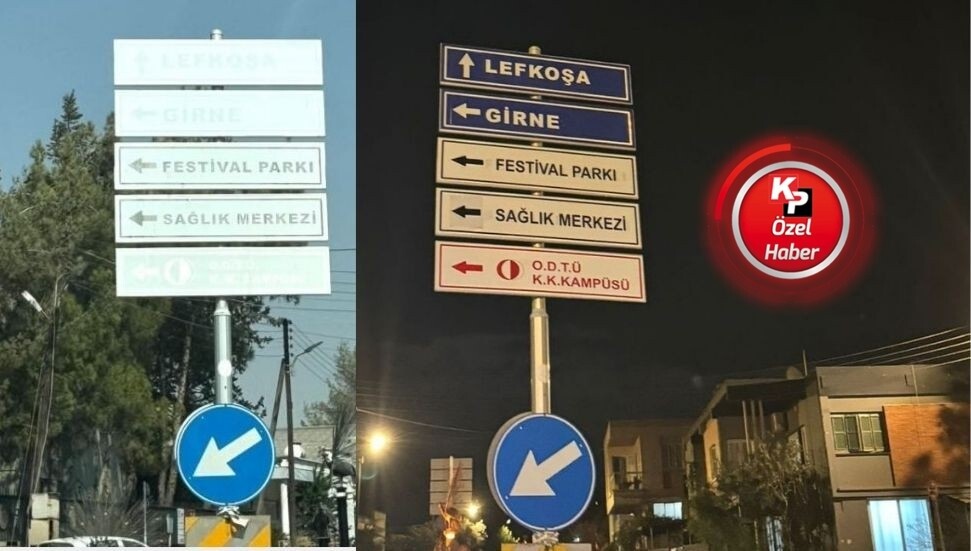 LEFKOŞA
GİRNE
FESTİVAL PARKI
SAĞLIK MERKEZİ
LEFKOŞA
GİRNE
FESTİVAL PARKI
SAĞLIK MERKEZİ
O.D.T.Ü
K.K.KAMPÜSÜ
KP
Özel
Haber